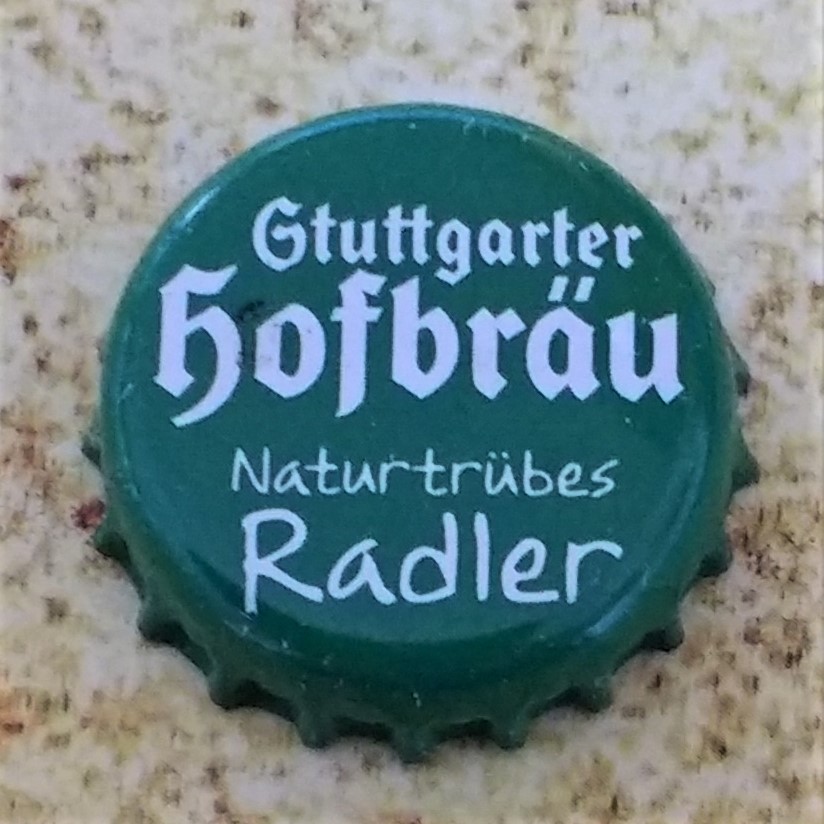 Stuttgarter
Hofbräu
Naturtrübes
Radler